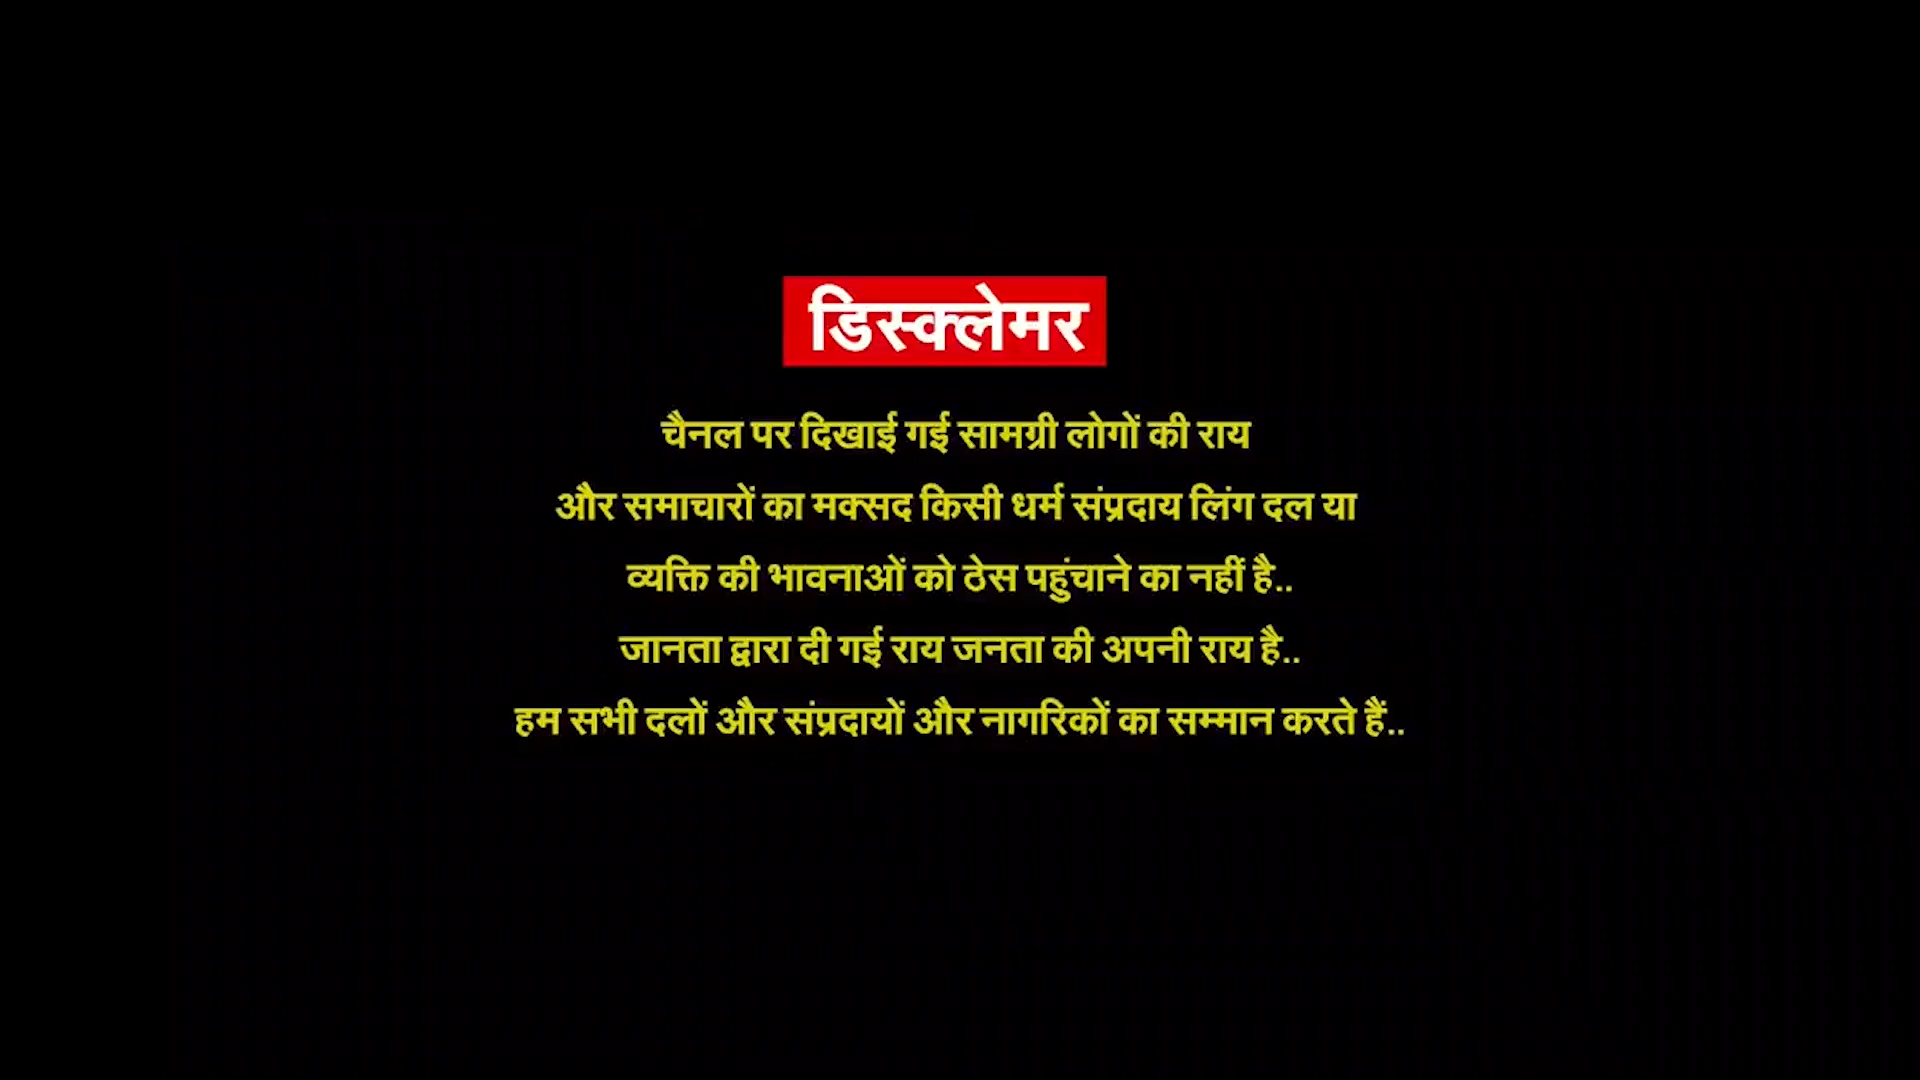 डिस्क्लेमर
चैनल पर दिखाई गई सामग्री लोगों की राय
और समाचारों का मक्सद किसी धर्म संप्रदाय लिंग दल या
व्यक्ति की भावनाओं को ठेस पहुंचाने का नहीं है..
जानता द्वारा दी गई राय जनता की अपनी राय है..
हम सभी दलों और संप्रदायों और नागरिकों का सम्मान करते हैं..